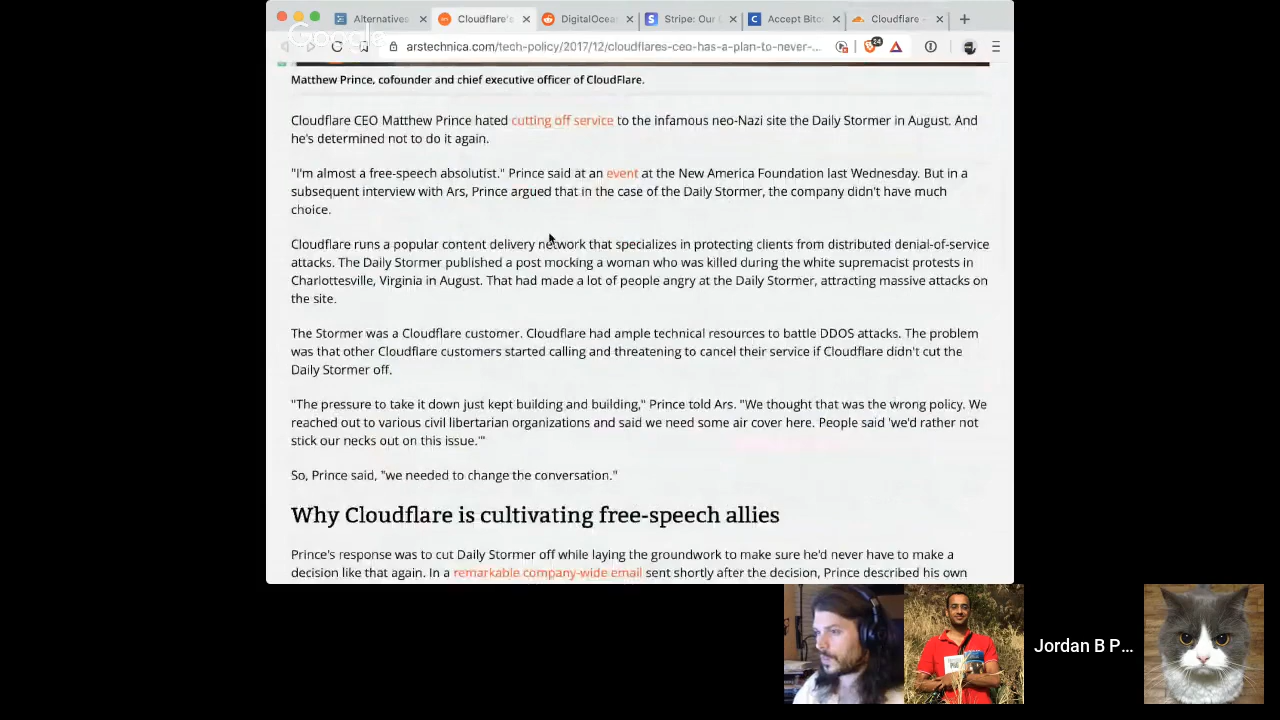 Alternatives
Cloudflare's
DigitalOcea
Stripe: Our
Accept Bitc
Cloudflare -
Google
arstechnica.com/tech-policy/2017/12/cloudflares-ceo-has-a-plan-to-never-...
24
Matthew Prince, cofounder and chief executive officer of CloudFlare.
Cloudflare CEO Matthew Prince hated cutting off service to the infamous neo-Nazi site the Daily Stormer in August. And
he's determined not to do it again.
"I'm almost a free-speech absolutist." Prince said at an event at the New America Foundation last Wednesday. But in a
subsequent interview with Ars, Prince argued that in the case of the Daily Stormer, the company didn't have much
choice.
Cloudflare runs a popular content delivery network that specializes in protecting clients from distributed denial-of-service
attacks. The Daily Stormer published a post mocking a woman who was killed during the white supremacist protests in
Charlottesville, Virginia in August. That had made a lot of people angry at the Daily Stormer, attracting massive attacks on
the site.
The Stormer was a Cloudflare customer. Cloudflare had ample technical resources to battle DDOS attacks. The problem
was that other Cloudflare customers started calling and threatening to cancel their service if Cloudflare didn't cut the
Daily Stormer off.
"The pressure to take it down just kept building and building," Prince told Ars. "We thought that was the wrong policy. We
reached out to various civil libertarian organizations and said we need some air cover here. People said 'we'd rather not
stick our necks out on this issue.'"
So, Prince said, "we needed to change the conversation."
Why Cloudflare is cultivating free-speech allies
Prince's response was to cut Daily Stormer off while laying the groundwork to make sure he'd never have to make a
decision like that again. In a remarkable company-wide email sent shortly after the decision, Prince described his own
Jordan B P...